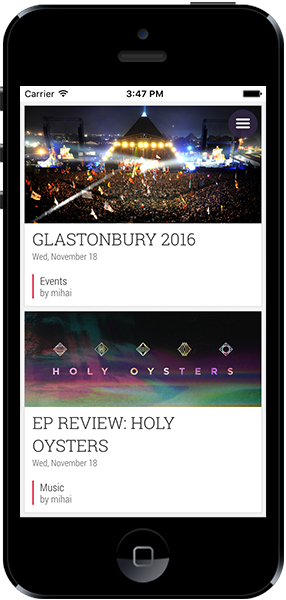 Carrier 3:47 PM
GLASTONBURY 2016
Wed, November 18
Events
by mihai
HOLY OYSTERS
EP REVIEW: HOLY
OYSTERS
Wed, November 18
Music
by mihai